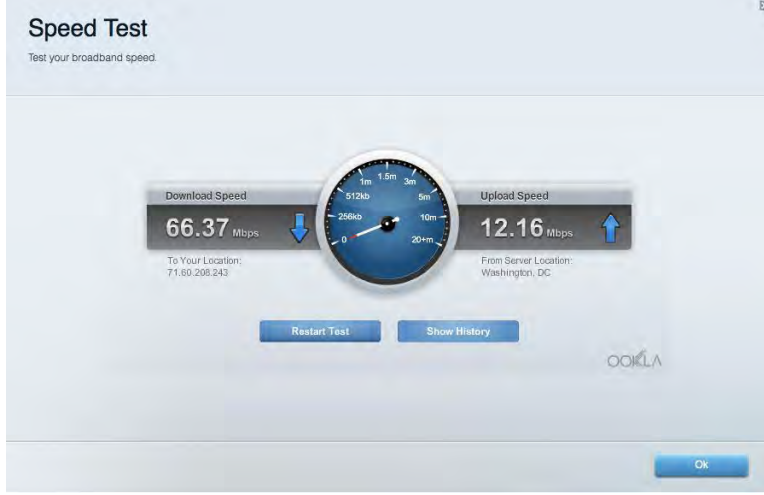 Speed Test
Test your broadband speed.
Download Speed
66.37 Mbps
To Your Location:
71.60.208.243
0
256kb
512kb
1m
1.5m
3m
5m
10m
20+m
Upload Speed
12.16 Mbps
From Server Location:
Washington, DC
Restart Test
Show History
OOKLA
Ok